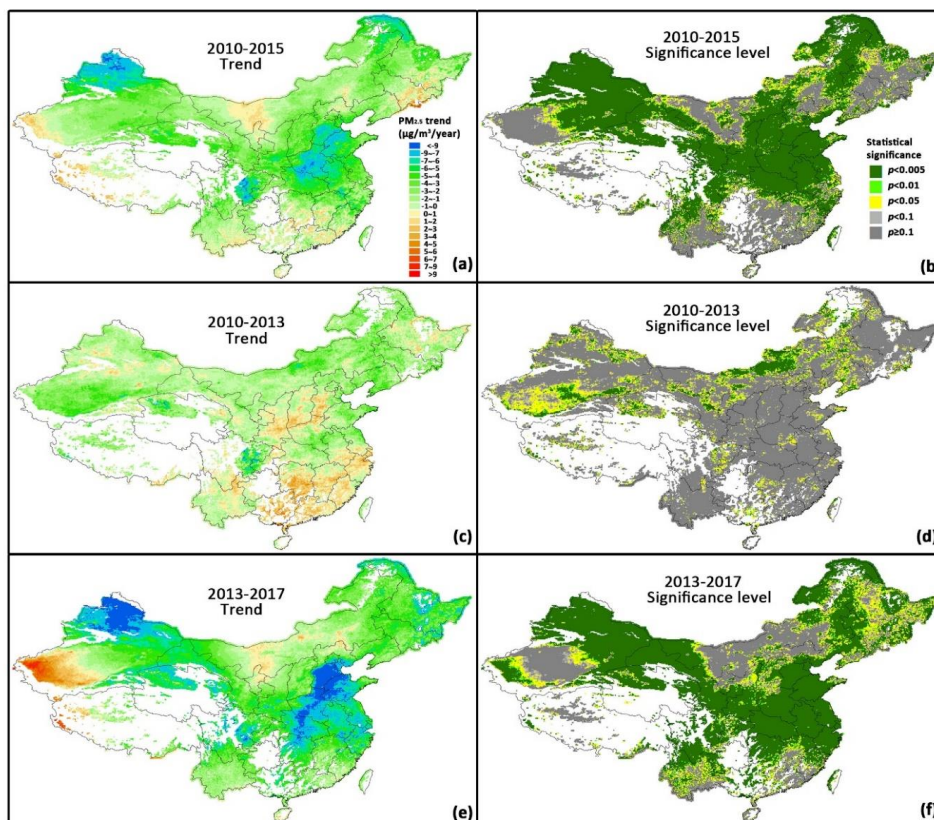 2010-2015
Trend
PM2.5 trend
(μg/m³/year)
<-9
-9~-7
-7~-6
-6~-5
-5~-4
-4~-3
-3~-2
-2~-1
-1~0
0~1
1~2
2~3
3~4
4~5
5~6
6~7
7~9
>9
(a)
2010-2015
Significance level
Statistical
significance
p<0.005
p<0.01
p<0.05
p<0.1
p≥0.1
(b)
2010-2013
Trend
(c)
2010-2013
Significance level
(d)
2013-2017
Trend
(e)
2013-2017
Significance level
(f)